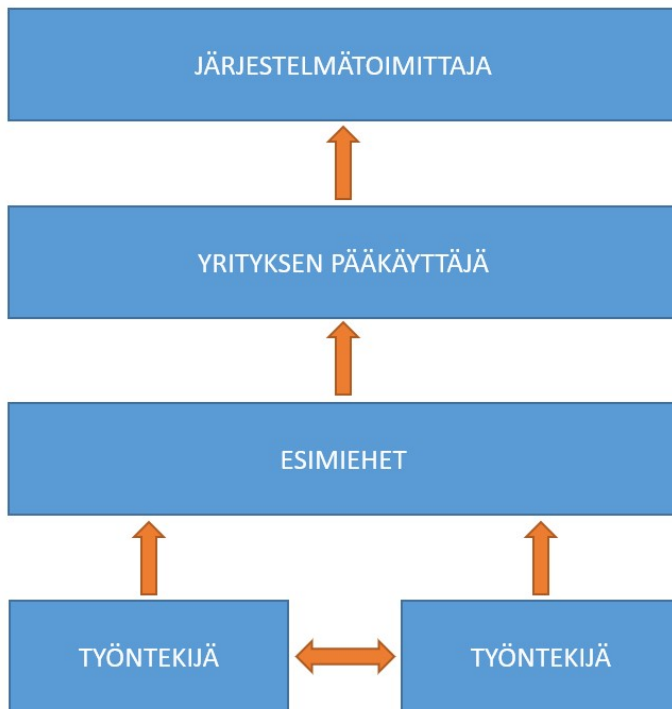 JÄRJESTELMÄTOIMITTAJA
YRITYKSEN PÄÄKÄYTTÄJÄ
ESIMIEHET
TYÖNTEKIJÄ
TYÖNTEKIJÄ